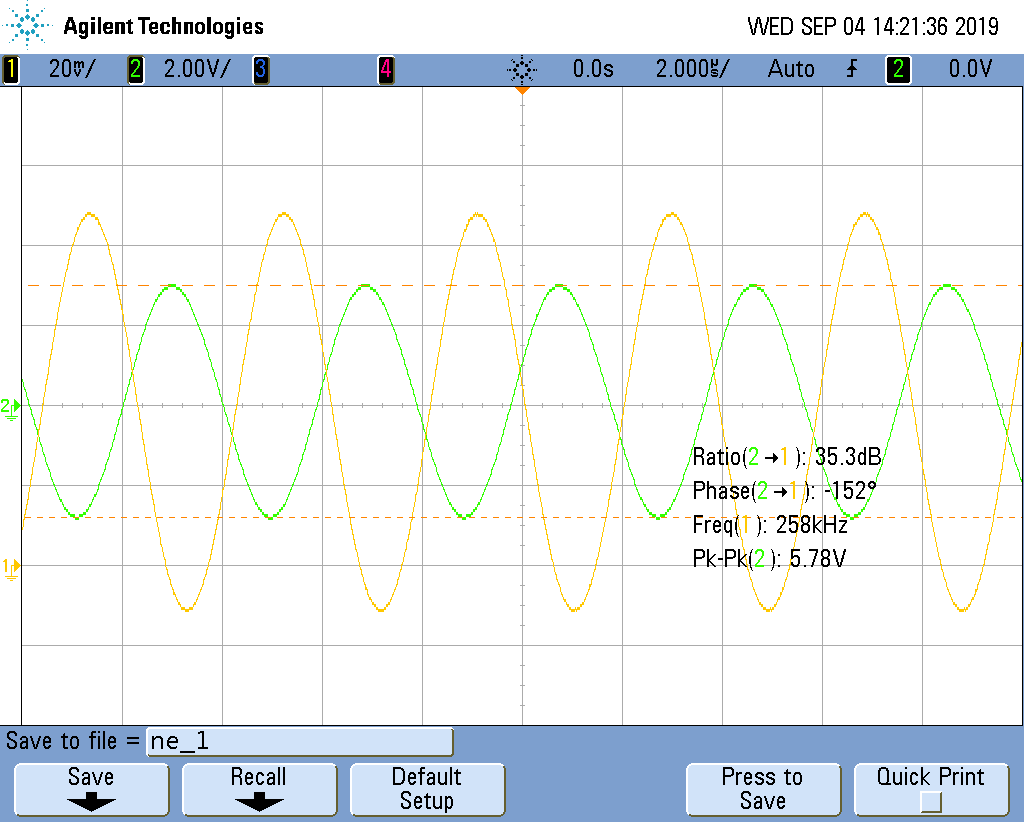 Agilent Technologies WED SEP 04 14:21:36 2019
1 20mV/ 2 2.00V/ 3 4 0.0s 2.000us/ Auto 2 0.0V
2
Ratio(2→1): 35.3dB
Phase(2→1): -152°
Freq(1): 258kHz
Pk-Pk(2): 5.78V
1
Save to file = ne_1
Save Recall Default Setup Press to Save Quick Print